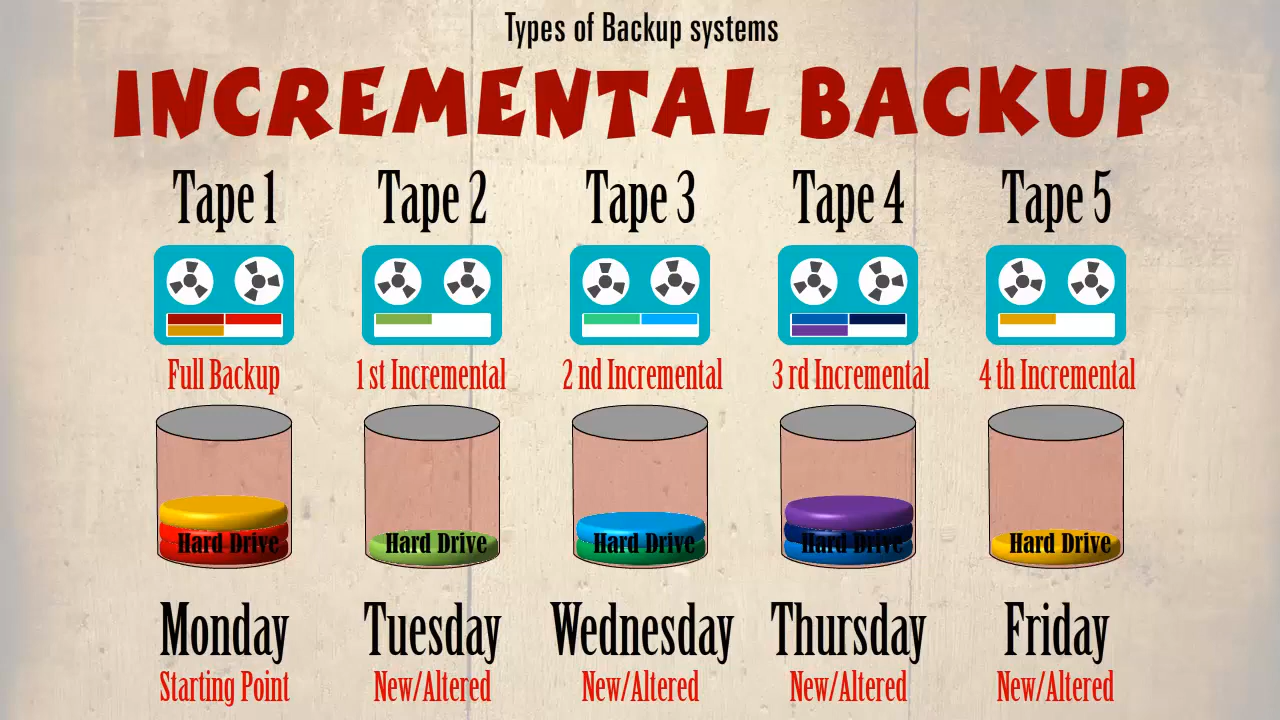 Types of Backup systems
INCREMENTAL BACKUP
Tape 1 Tape 2 Tape 3 Tape 4 Tape 5
Full Backup 1 st Incremental 2 nd Incremental 3 rd Incremental 4 th Incremental
Hard Drive Hard Drive Hard Drive Hard Drive Hard Drive
Monday Tuesday Wednesday Thursday Friday
Starting Point New/Altered New/Altered New/Altered New/Altered